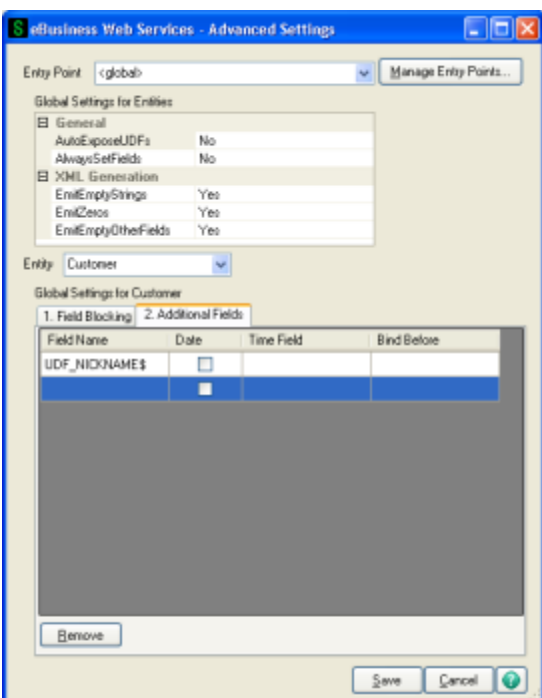 S eBusiness Web Services - Advanced Settings
Entry Point <global> Manage Entry Points...
Global Settings for Entities
General
AutoExposeUDFs No
AlwaysSetFields No
XML Generation
EmitEmptyStrings Yes
EmitZeros Yes
EmitEmptyOtherFields Yes
Entity Customer
Global Settings for Customer
1. Field Blocking 2. Additional Fields
Field Name Date Time Field Bind Before
UDF_NICKNAME$
Remove
Save Cancel ?